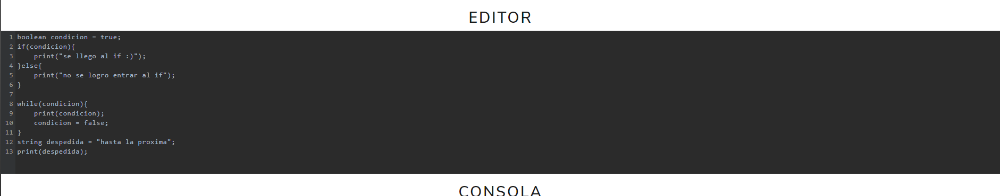 EDITOR
1 boolean condicion = true;
2 if(condicion){
3     print("se llego al if :)");
4 }else{
5     print("no se logro entrar al if");
6 }
7
8 while(condicion){
9     print(condicion);
10     condicion = false;
11 }
12 string despedida = "hasta la proxima";
13 print(despedida);
CONSOLA